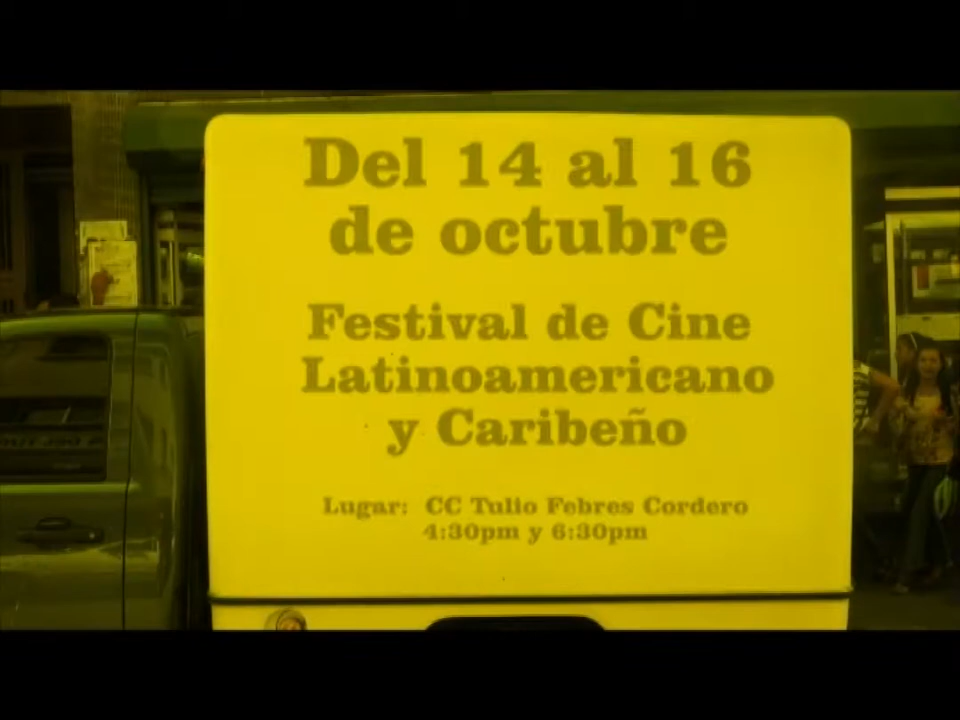 Del 14 al 16
de octubre
Festival de Cine
Latinoamericano
y Caribeño
Lugar: CC Tulio Febres Cordero
4:30pm y 6:30pm